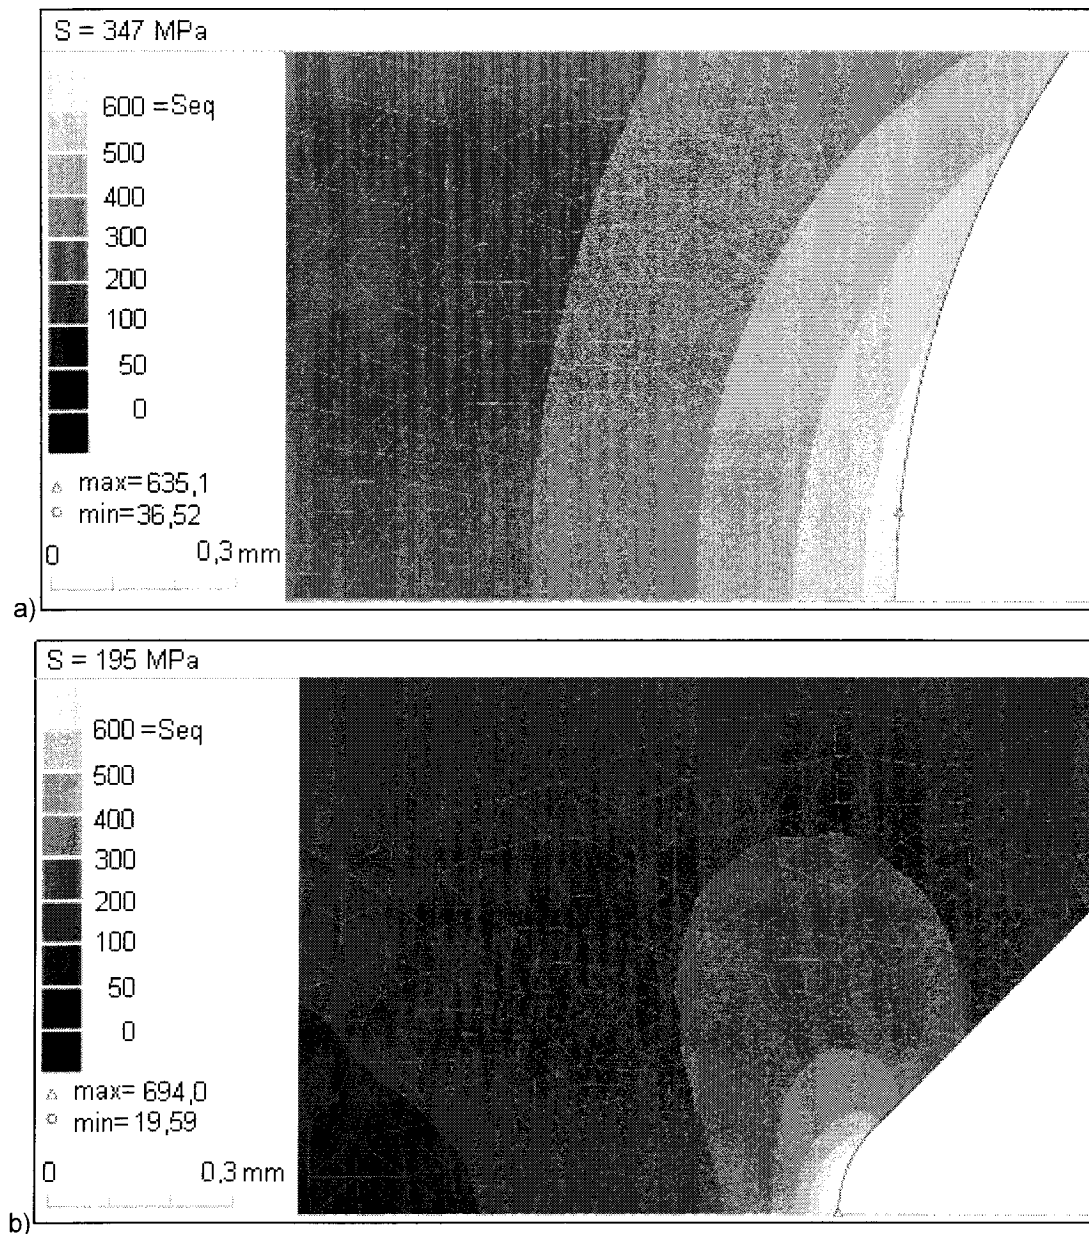 S = 347 MPa
600 =Seq
500
400
300
200
100
50
0
max=635,1
min=36,52
0 0,3 mm
a)
S = 195 MPa
600 =Seq
500
400
300
200
100
50
0
max= 694,0
min= 19,59
0 0,3 mm
b)